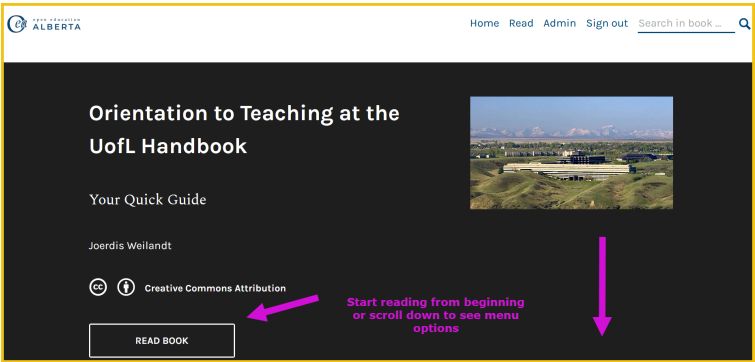 open education
ALBERTA
Home Read Admin Sign out Search in book ...
Orientation to Teaching at the
UofL Handbook
Your Quick Guide
Joerdis Weilandt
cc
Creative Commons Attribution
Start reading from beginning
or scroll down to see menu
options
READ BOOK